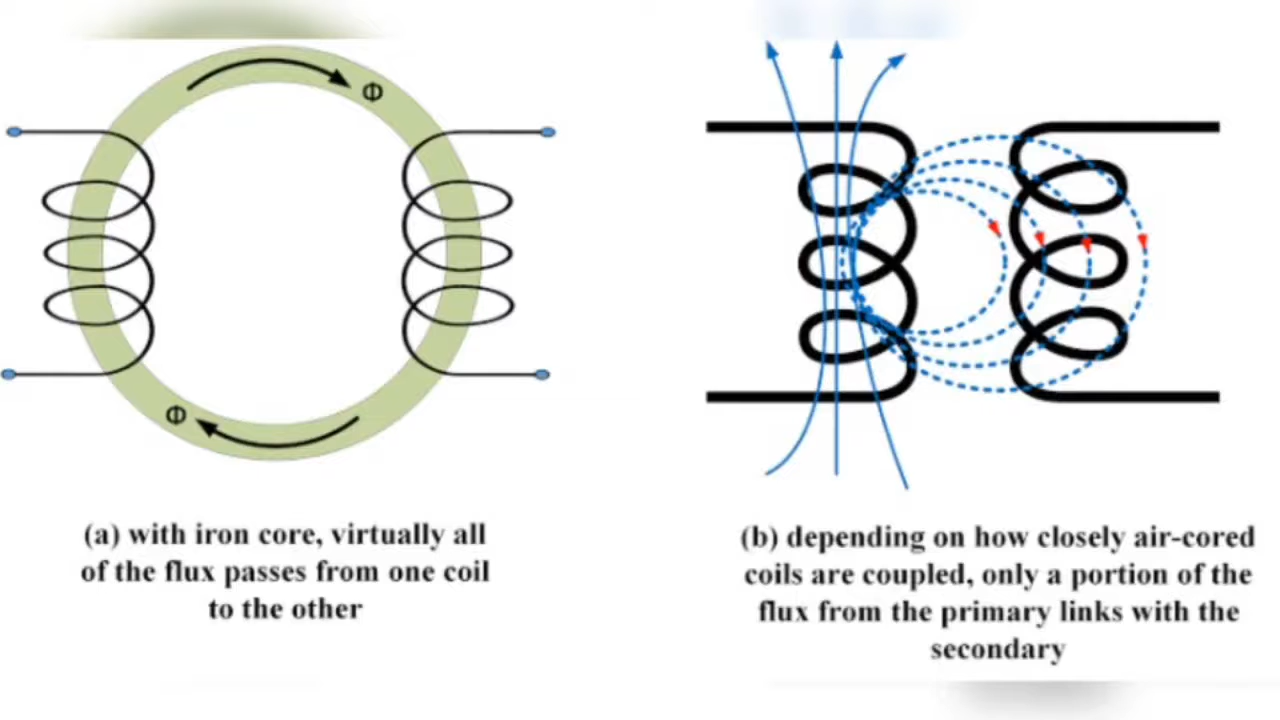 Φ
Φ
(a) with iron core, virtually all
of the flux passes from one coil
to the other
(b) depending on how closely air-cored
coils are coupled, only a portion of the
flux from the primary links with the
secondary